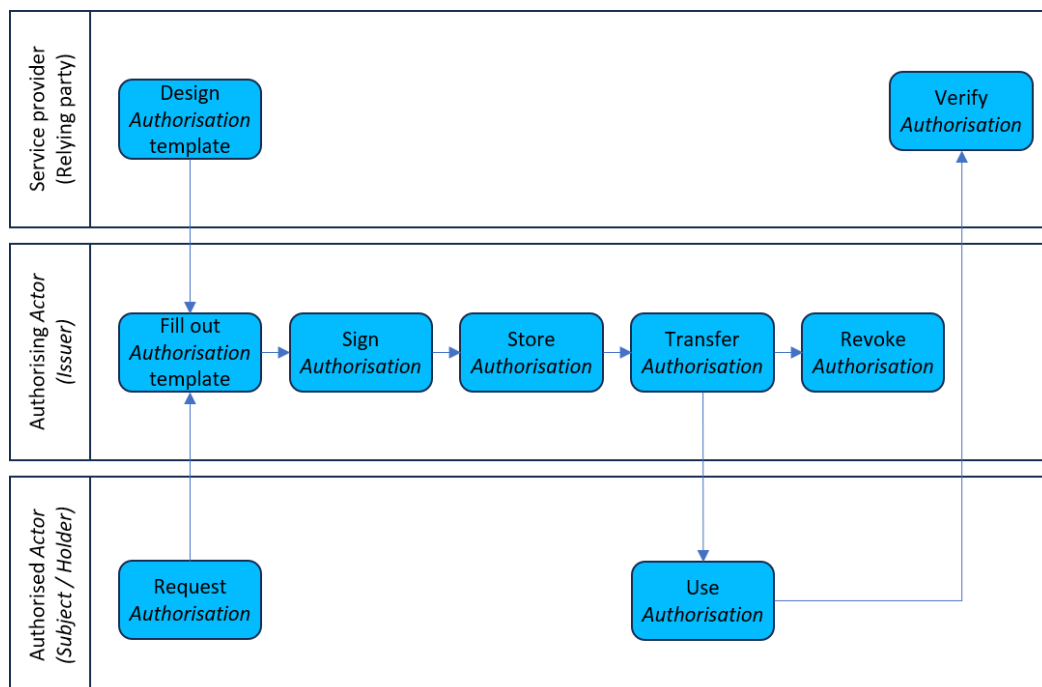 Service provider
(Relying party)
Design
Authorisation
template
Verify
Authorisation
Authorising Actor
(Issuer)
Fill out
Authorisation
template
Sign
Authorisation
Store
Authorisation
Transfer
Authorisation
Revoke
Authorisation
Authorised Actor
(Subject / Holder)
Request
Authorisation
Use
Authorisation